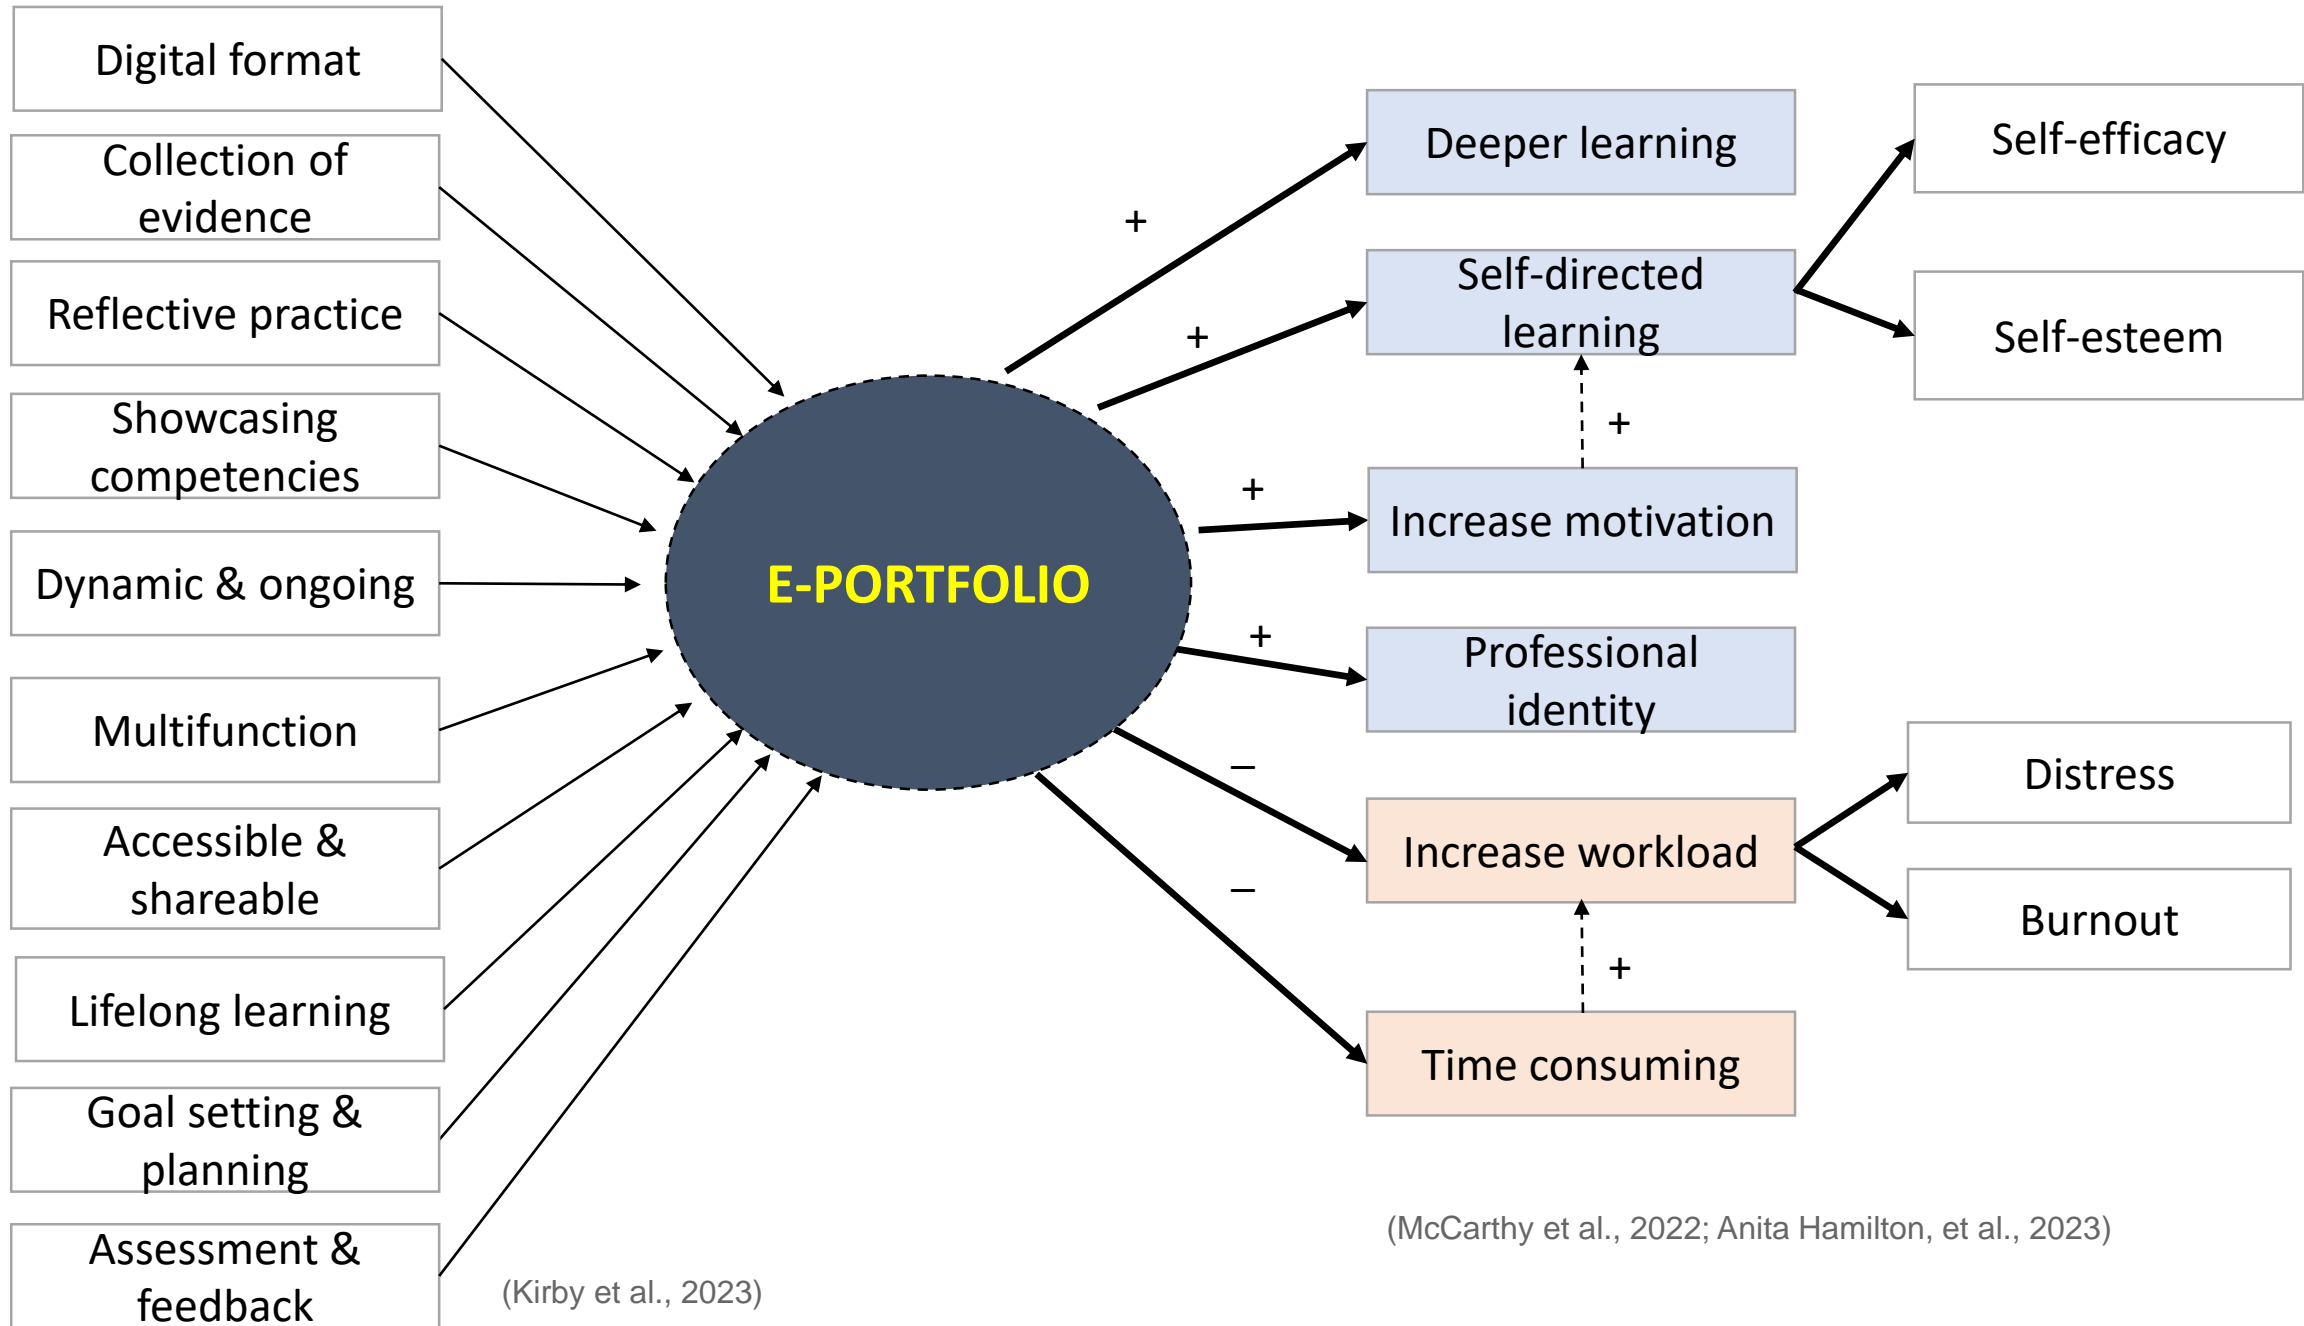 Digital format
Collection of
evidence
Reflective practice
Showcasing
competencies
Dynamic & ongoing
Multifunction
Accessible &
shareable
Lifelong learning
Goal setting &
planning
Assessment &
feedback
(Kirby et al., 2023)
E-PORTFOLIO
+
+
+
+
–
–
Deeper learning
Self-directed
learning
+
Increase motivation
Professional
identity
Increase workload
+
Time consuming
Self-efficacy
Self-esteem
Distress
Burnout
(McCarthy et al., 2022; Anita Hamilton, et al., 2023)